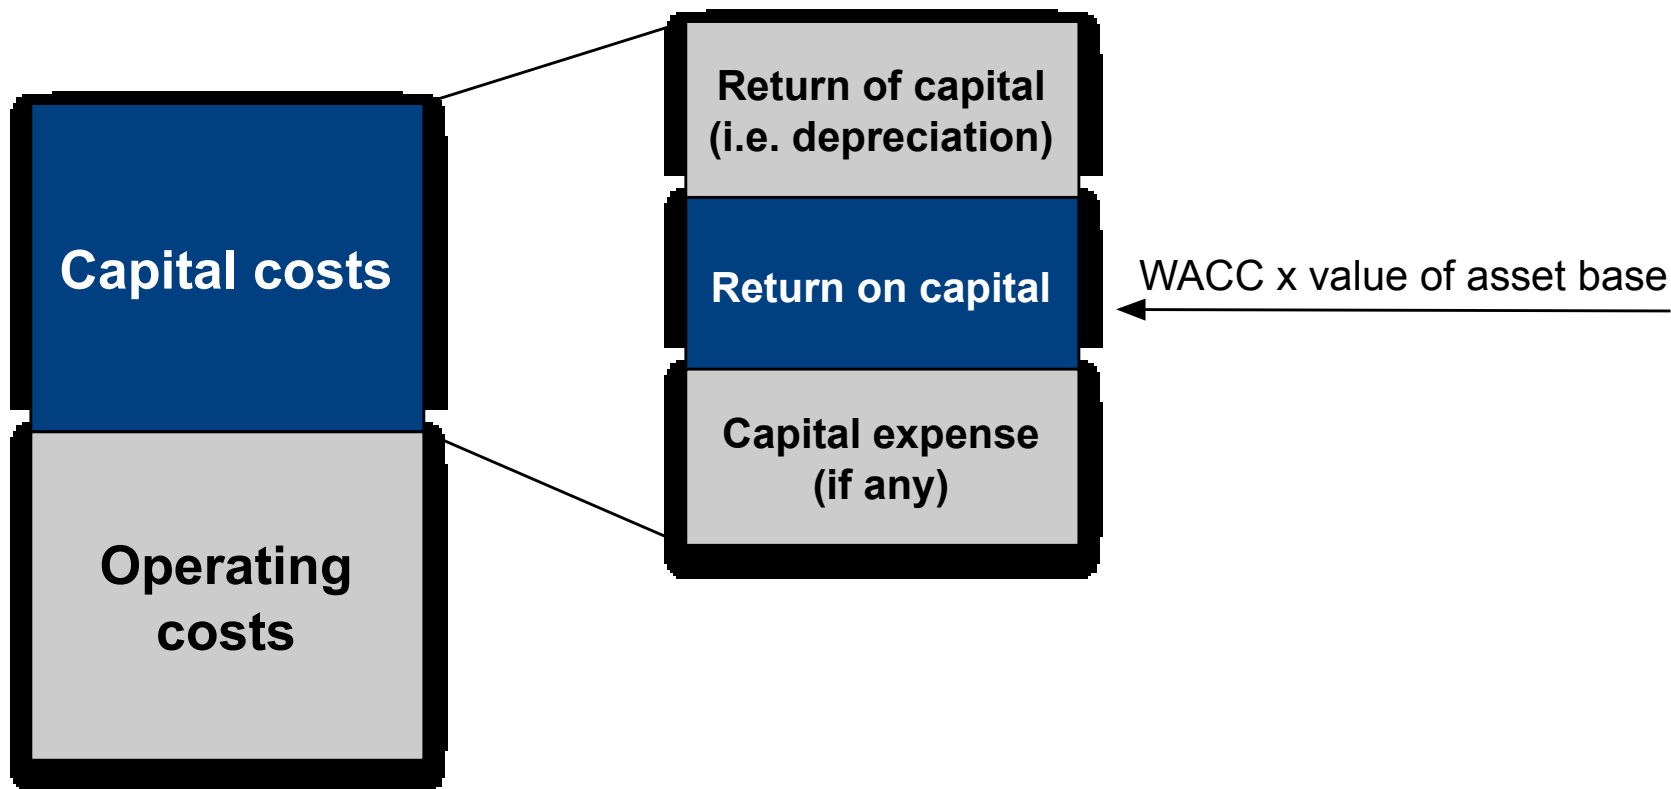 Return of capital
(i.e. depreciation)
Capital costs
Return on capital
WACC x value of asset base
Capital expense
(if any)
Operating
costs